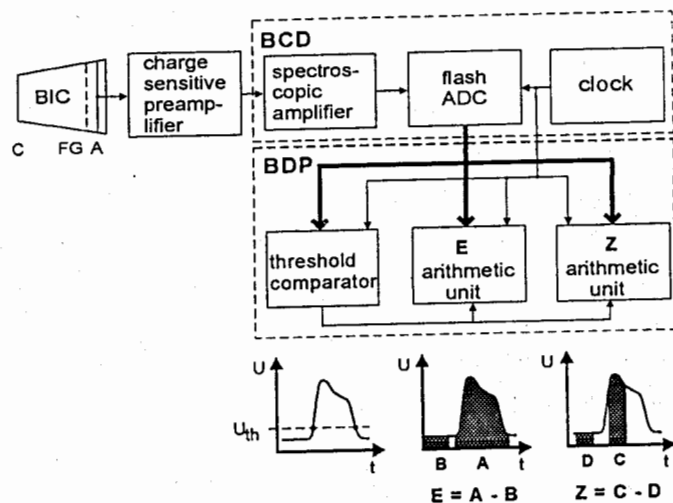 BCD
charge
sensitive
preamp-
lifier
spectros-
copic
amplifier
flash
ADC
clock
BIC
C FG A
BDP
threshold
comparator
E
arithmetic
unit
Z
arithmetic
unit
U
Uth
t
U
B A
t
E = A - B
U
D C
t
Z = C - D